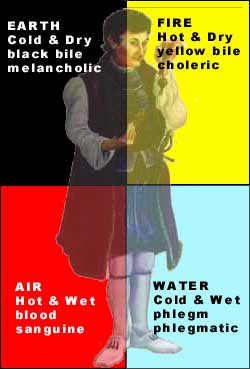 EARTH
Cold & Dry
black bile
melancholic
FIRE
Hot & Dry
yellow bile
choleric
AIR
Hot & Wet
blood
sanguine
WATER
Cold & Wet
phlegm
phlegmatic